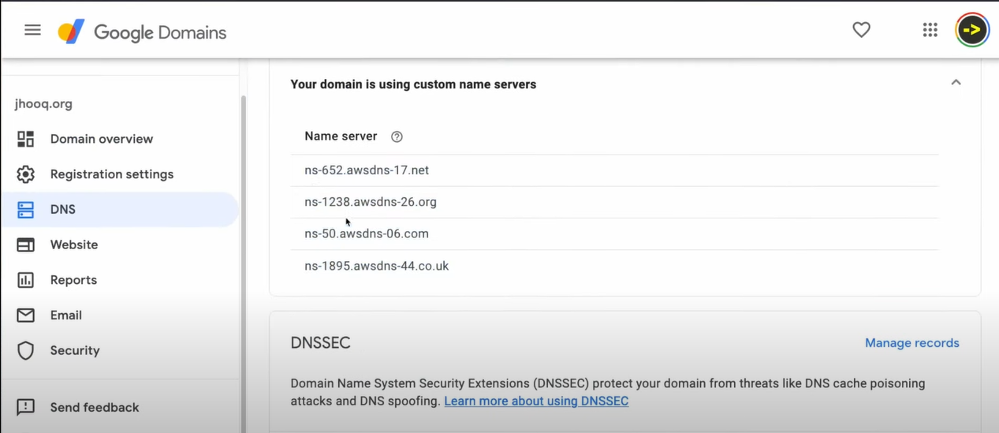 Google Domains
->
jhooq.org
Domain overview
Registration settings
DNS
Website
Reports
Email
Security
Send feedback
Your domain is using custom name servers
Name server
ns-652.awsdns-17.net
ns-1238.awsdns-26.org
ns-50.awsdns-06.com
ns-1895.awsdns-44.co.uk
DNSSEC
Manage records
Domain Name System Security Extensions (DNSSEC) protect your domain from threats like DNS cache poisoning
attacks and DNS spoofing. Learn more about using DNSSEC